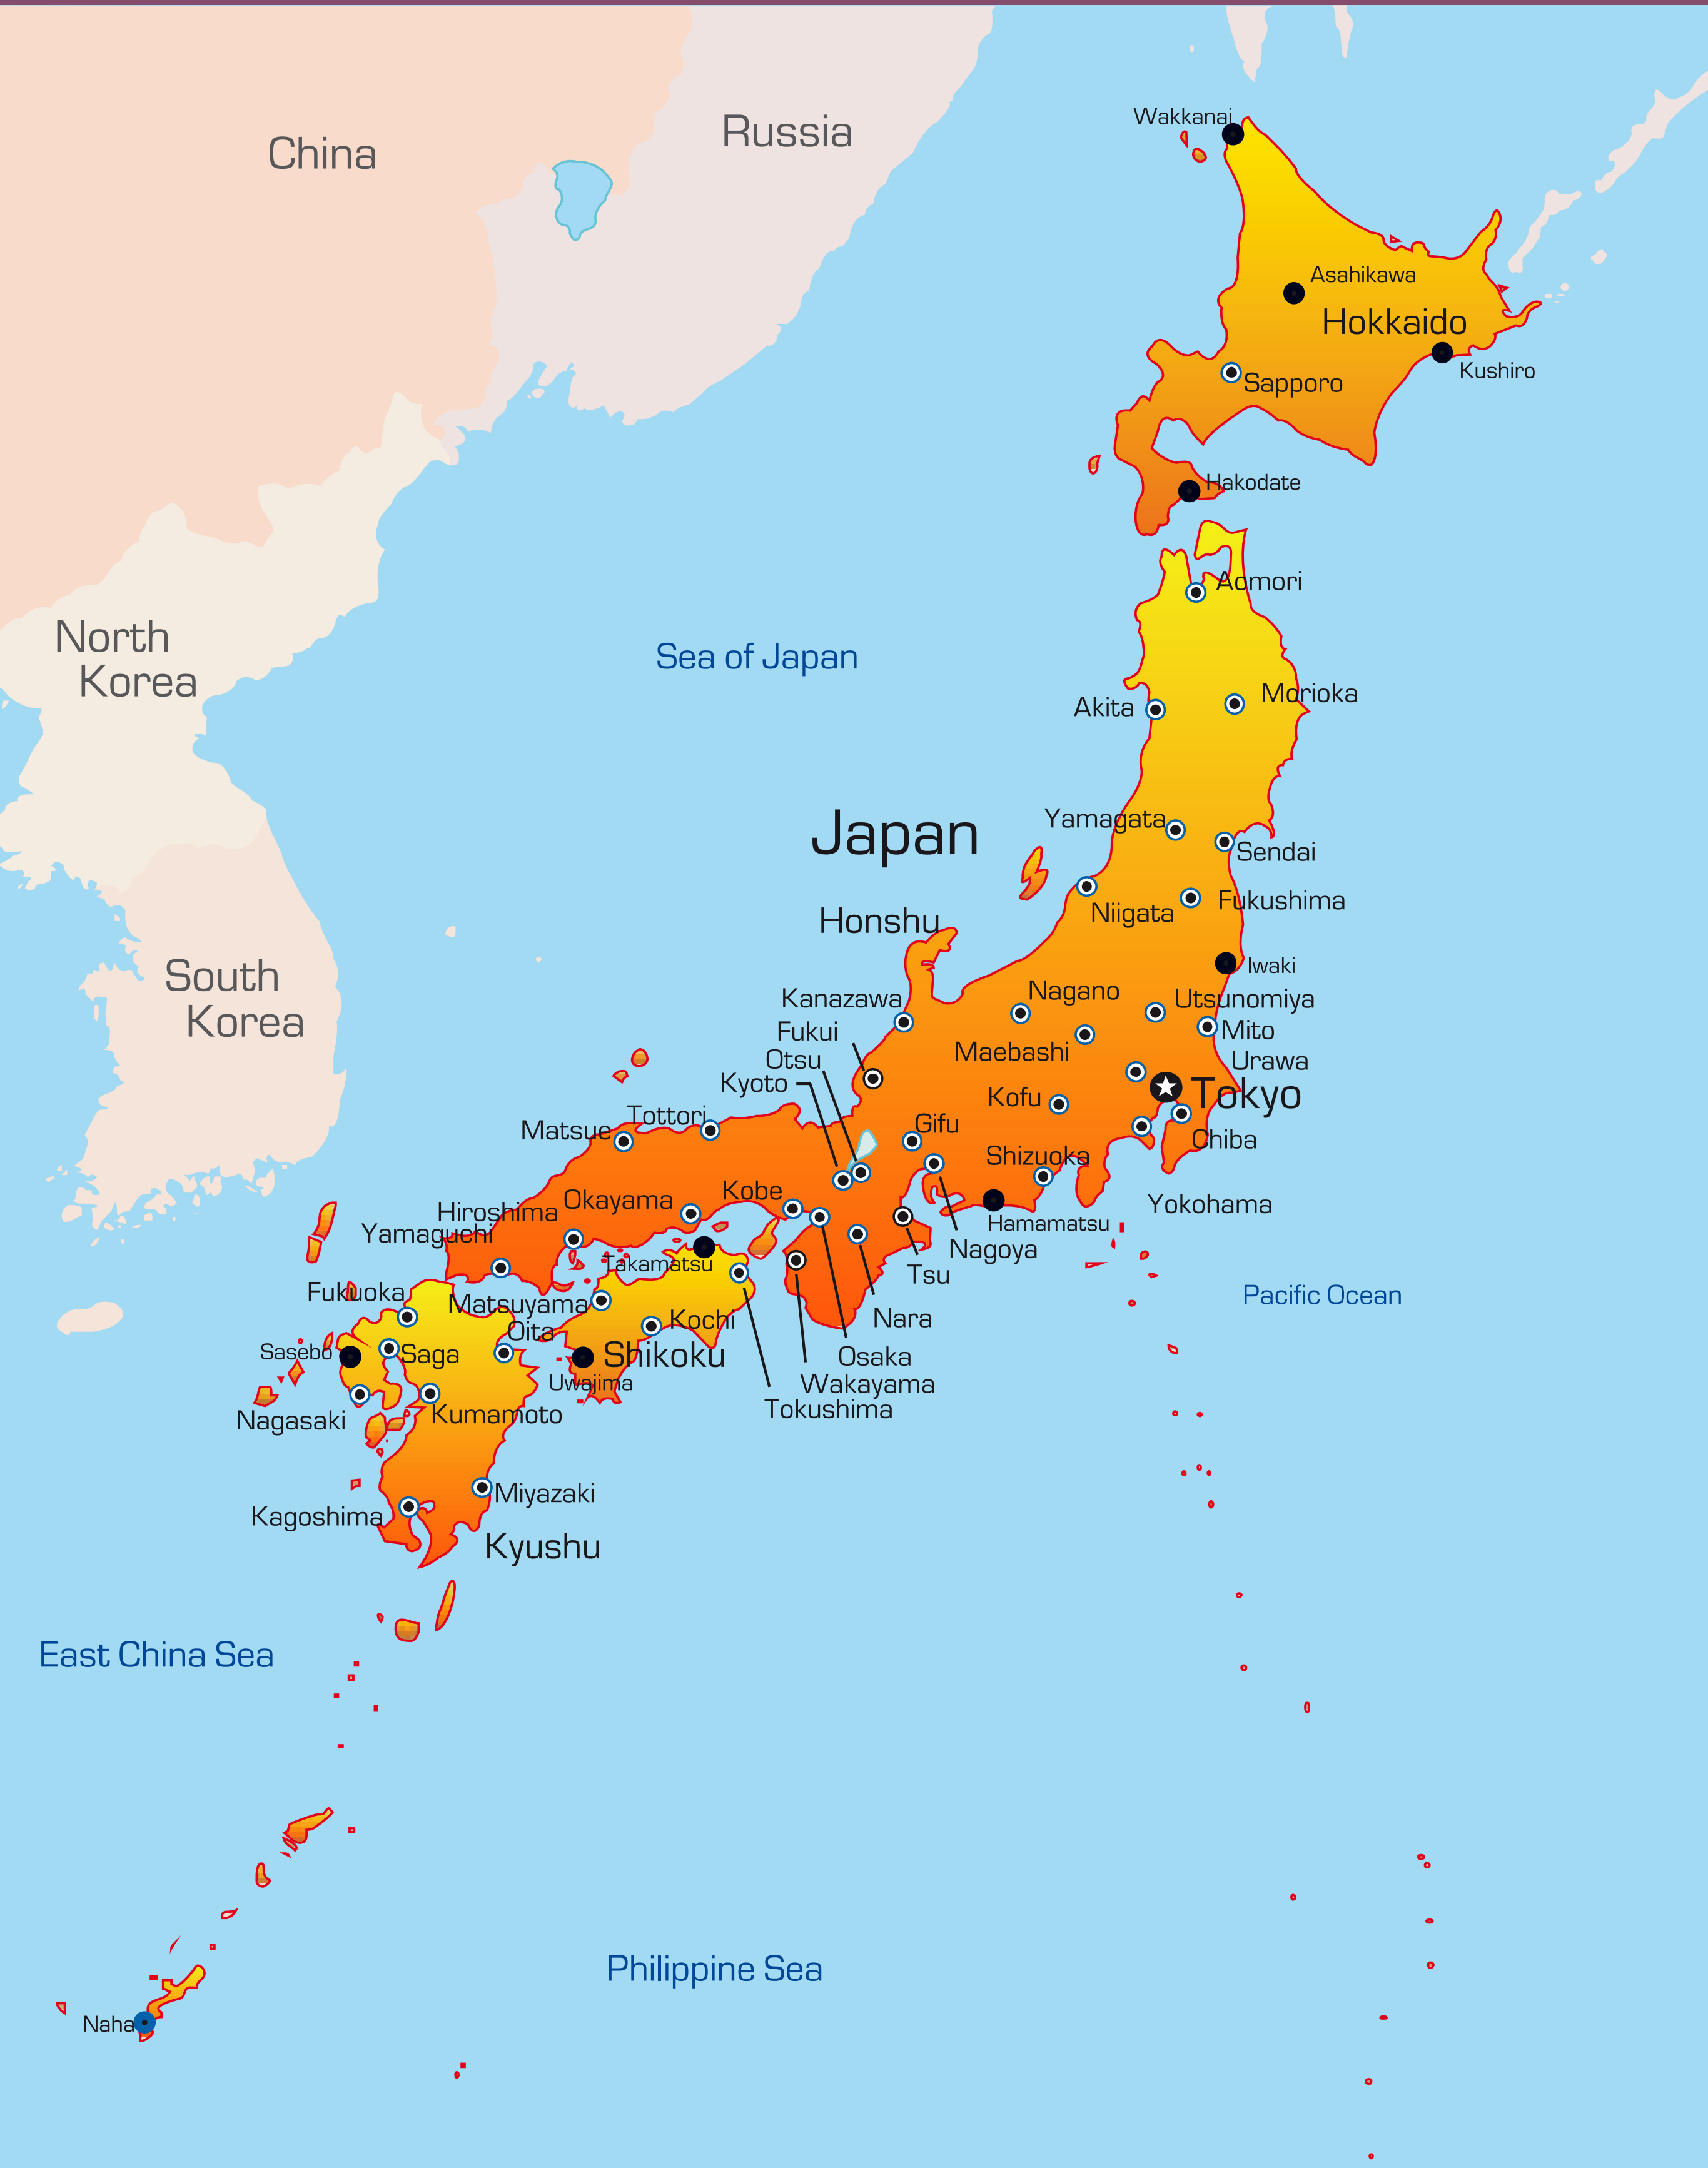 Wakkanai
Russia
China
Asahikawa
Hokkaido
Kushiro
Sapporo
Hakodate
Aomori
North
Korea
Sea of Japan
Morioka
Akita
Yamagata
Japan
Sendai
Fukushima
Niigata
Honshu
Iwaki
South
Korea
Nagano
Kanazawa
Utsunomiya
Fukui
Mito
Maebashi
Otsu
Urawa
Kyoto
Tokyo
Kofu
Tottori
Gifu
Matsue
Chiba
Shizuoka
Kobe
Okayama
Yokohama
Hiroshima
Hamamatsu
Yamaguchi
Nagoya
Takamatsu
Tsu
Fukuoka
Pacific Ocean
Matsuyama
Kochi
Nara
Oita
Sasebo
Saga
Shikoku
Osaka
Uwajima
Wakayama
Tokushima
Kumamoto
Nagasaki
Miyazaki
Kagoshima
Kyushu
East China Sea
Philippine Sea
Naha